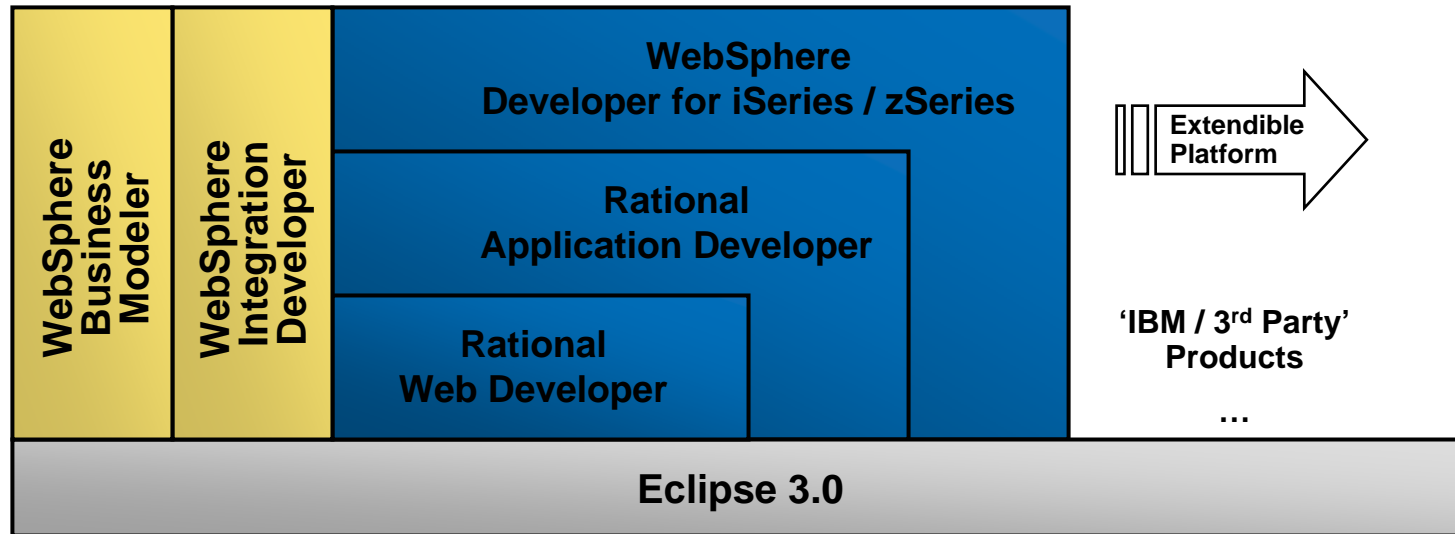 WebSphere
Business
Modeler
WebSphere
Integration
Developer
WebSphere
Developer for iSeries / zSeries
Rational
Application Developer
Rational
Web Developer
Extendible
Platform
‘IBM / 3rd Party’
Products
…
Eclipse 3.0